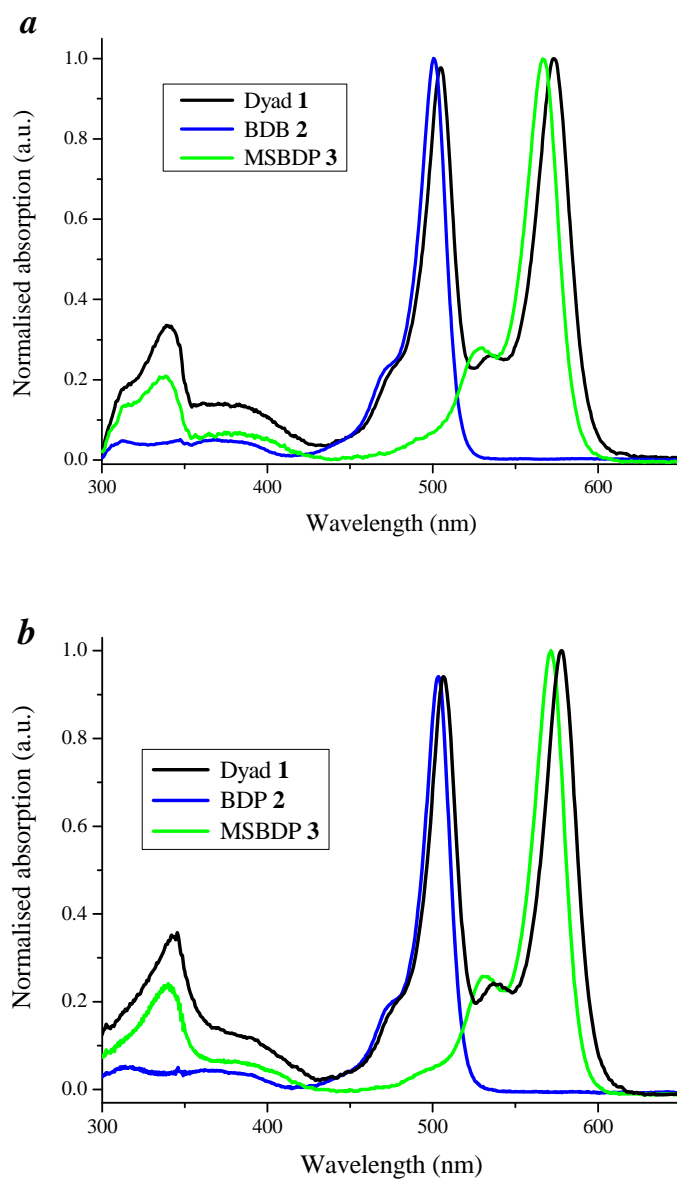 a
1.0
0.8
0.6
0.4
0.2
0.0
Normalised absorption (a.u.)
Dyad 1
BDB 2
MSBDP 3
300 400 500 600
Wavelength (nm)
b
1.0
0.8
0.6
0.4
0.2
0.0
Normalised absorption (a.u.)
Dyad 1
BDP 2
MSBDP 3
300 400 500 600
Wavelength (nm)